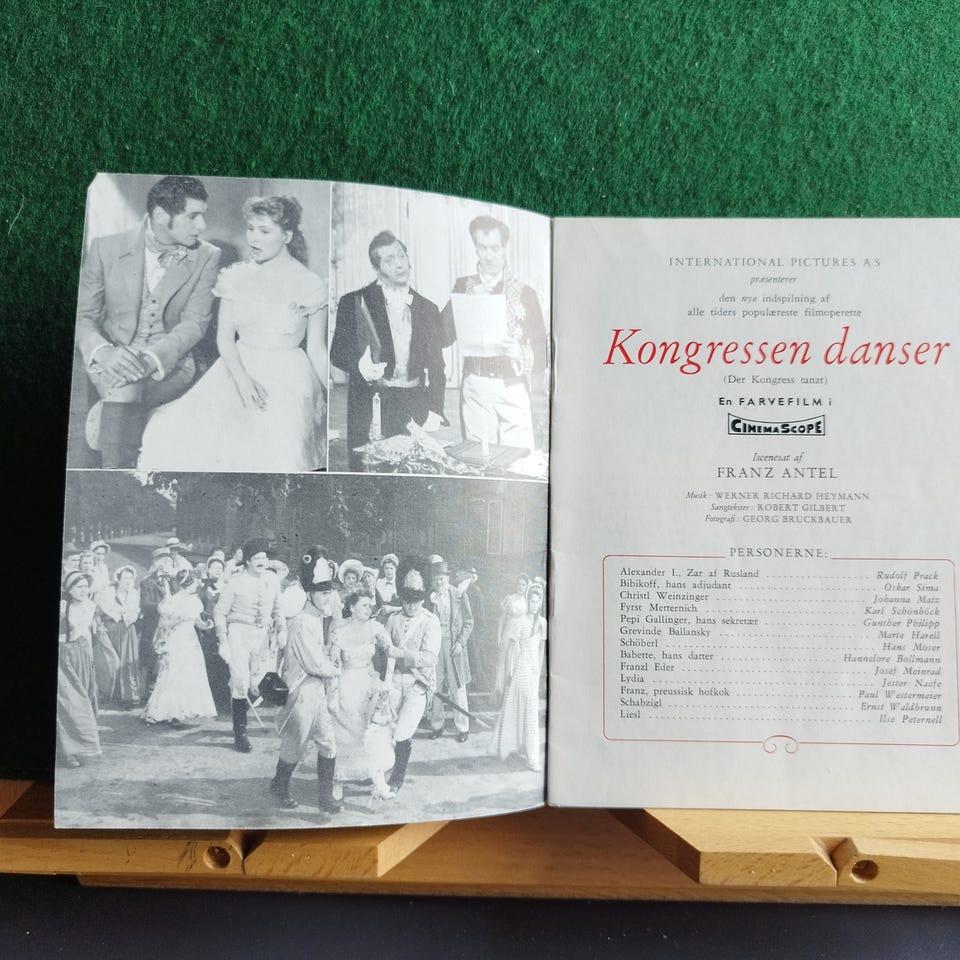 INTERNATIONAL PICTURES A.S
præsenterer
den nye indspilning af
alle tiders populæreste filmoperette
Kongressen danser
(Der Kongress tanzt)
En FARVEFILM i
CINEMASCOPE
Iscenesat af
FRANZ ANTEL
Musik: WERNER RICHARD HEYMANN
Sangtekster: ROBERT GILBERT
Fotografi: GEORG BRUCKBAUER
PERSONERNE:
Alexander I., Zar af Rusland ........ Rudolf Prack
Bibikoff, hans adjudant ........ Oskar Sima
Christl Weinzinger ........ Johanna Matz
Fyrst Metternich ........ Karl Schönböck
Pepi Gallinger, hans sekretær ........ Gunther Philipp
Grevinde Ballansky ........ Marte Harell
Schöberl ........ Hans Moser
Babette, hans datter ........ Hannelore Bollmann
Franzl Eder ........ Josef Meinrad
Lydia ........ Jester Naefe
Franz, preussisk hofkok ........ Paul Westermeier
Schabzigl ........ Ernst Waldbrunn
Liesl ........ Ilse Peternell